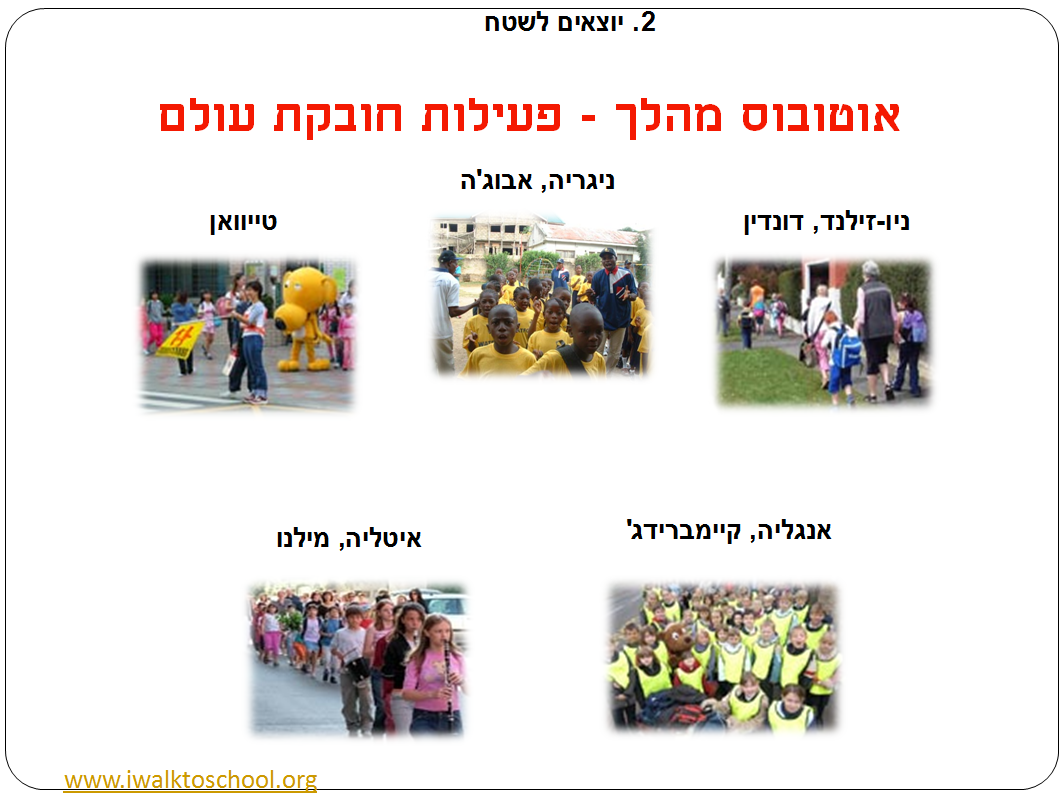 2. יוצאים לשטח
אוטובוס מהלך - פעילות חובקת עולם
ניגריה, אבוג'ה
ניו-זילנד, דונדין
טייוואן
אנגליה, קיימברידג'
איטליה, מילנו
www.iwalktoschool.org